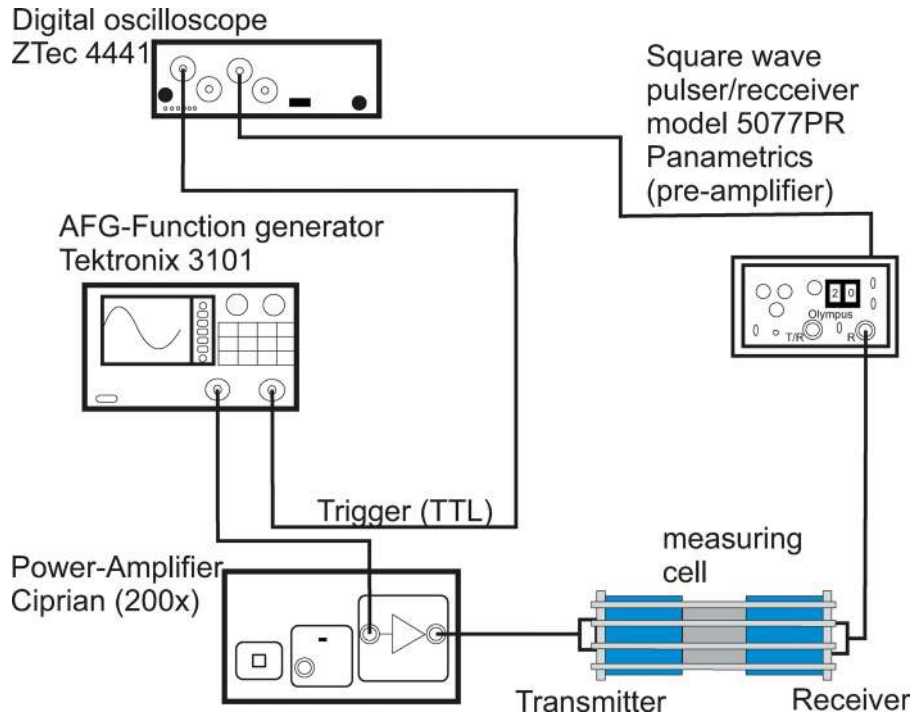 Digital oscilloscope
ZTec 4441
Square wave
pulser/recceiver
model 5077PR
Panametrics
(pre-amplifier)
AFG-Function generator
Tektronix 3101
2 0
Olympus
T/R
R
Trigger (TTL)
Power-Amplifier
Ciprian (200x)
measuring
cell
Transmitter
Receiver